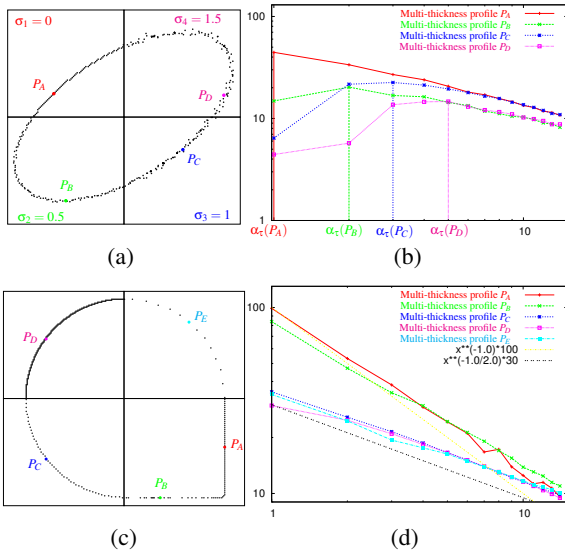 σ1 = 0
σ4 = 1.5
PA
PD
PC
PB
σ2 = 0.5
σ3 = 1
(a)
Multi-thickness profile PA
Multi-thickness profile PB
Multi-thickness profile PC
Multi-thickness profile PD
100
10
1
ατ(PA) ατ(PB) ατ(PC) ατ(PD) 10
(b)
PE
PD
PC
PA
PB
(c)
Multi-thickness profile PA
Multi-thickness profile PB
Multi-thickness profile PC
Multi-thickness profile PD
Multi-thickness profile PE
x**(-1.0)*100
x**(-1.0/2.0)*30
100
10
1 10
(d)